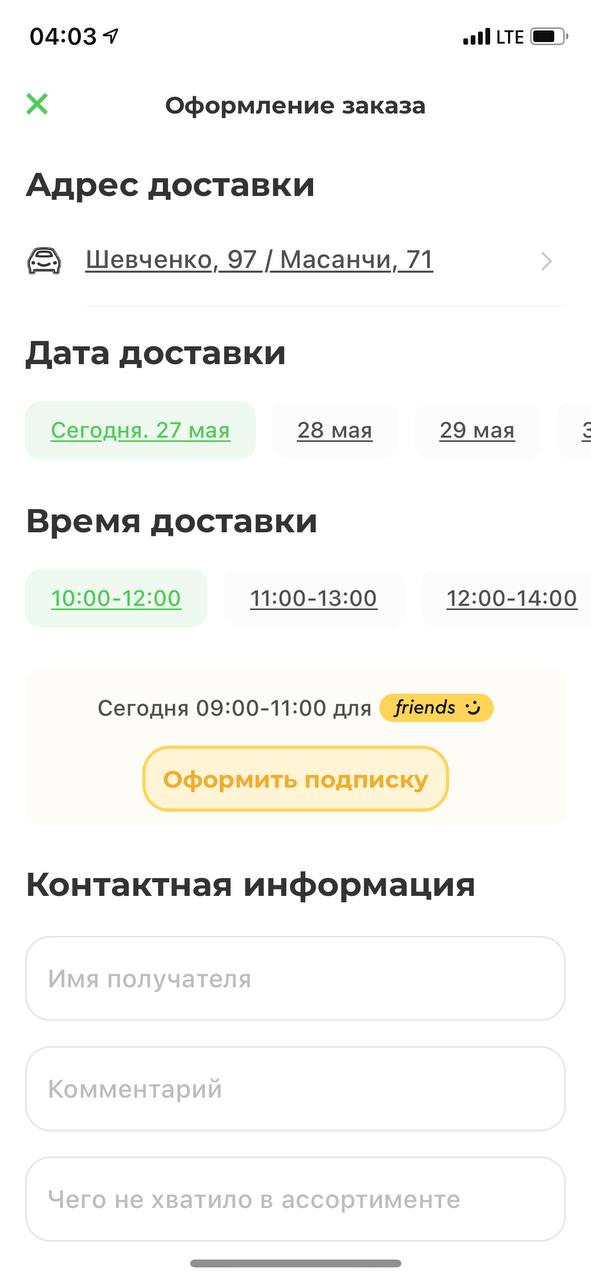 04:03 LTE
Оформление заказа
Адрес доставки
Шевченко, 97 / Масанчи, 71
Дата доставки
Сегодня. 27 мая 28 мая 29 мая 3
Время доставки
10:00-12:00 11:00-13:00 12:00-14:00
Сегодня 09:00-11:00 для friends
Оформить подписку
Контактная информация
Имя получателя
Комментарий
Чего не хватило в ассортименте